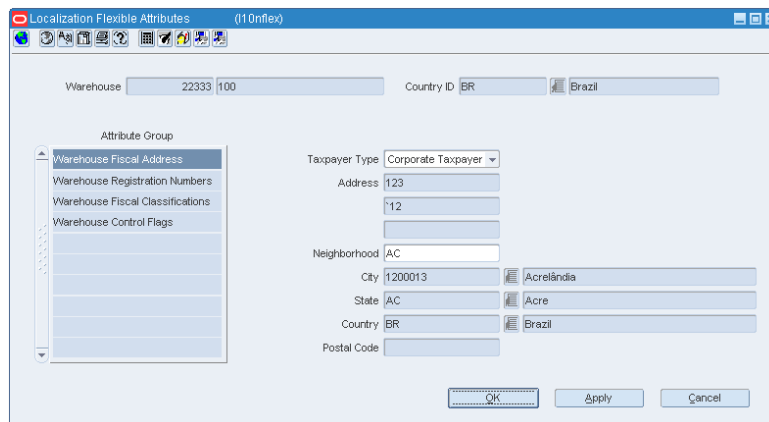 Localization Flexible Attributes (l10nflex)
Warehouse 22333 100 Country ID BR Brazil
Attribute Group
Warehouse Fiscal Address
Warehouse Registration Numbers
Warehouse Fiscal Classifications
Warehouse Control Flags
Taxpayer Type Corporate Taxpayer
Address 123
`12
Neighborhood AC
City 1200013 Acrelândia
State AC Acre
Country BR Brazil
Postal Code
OK Apply Cancel